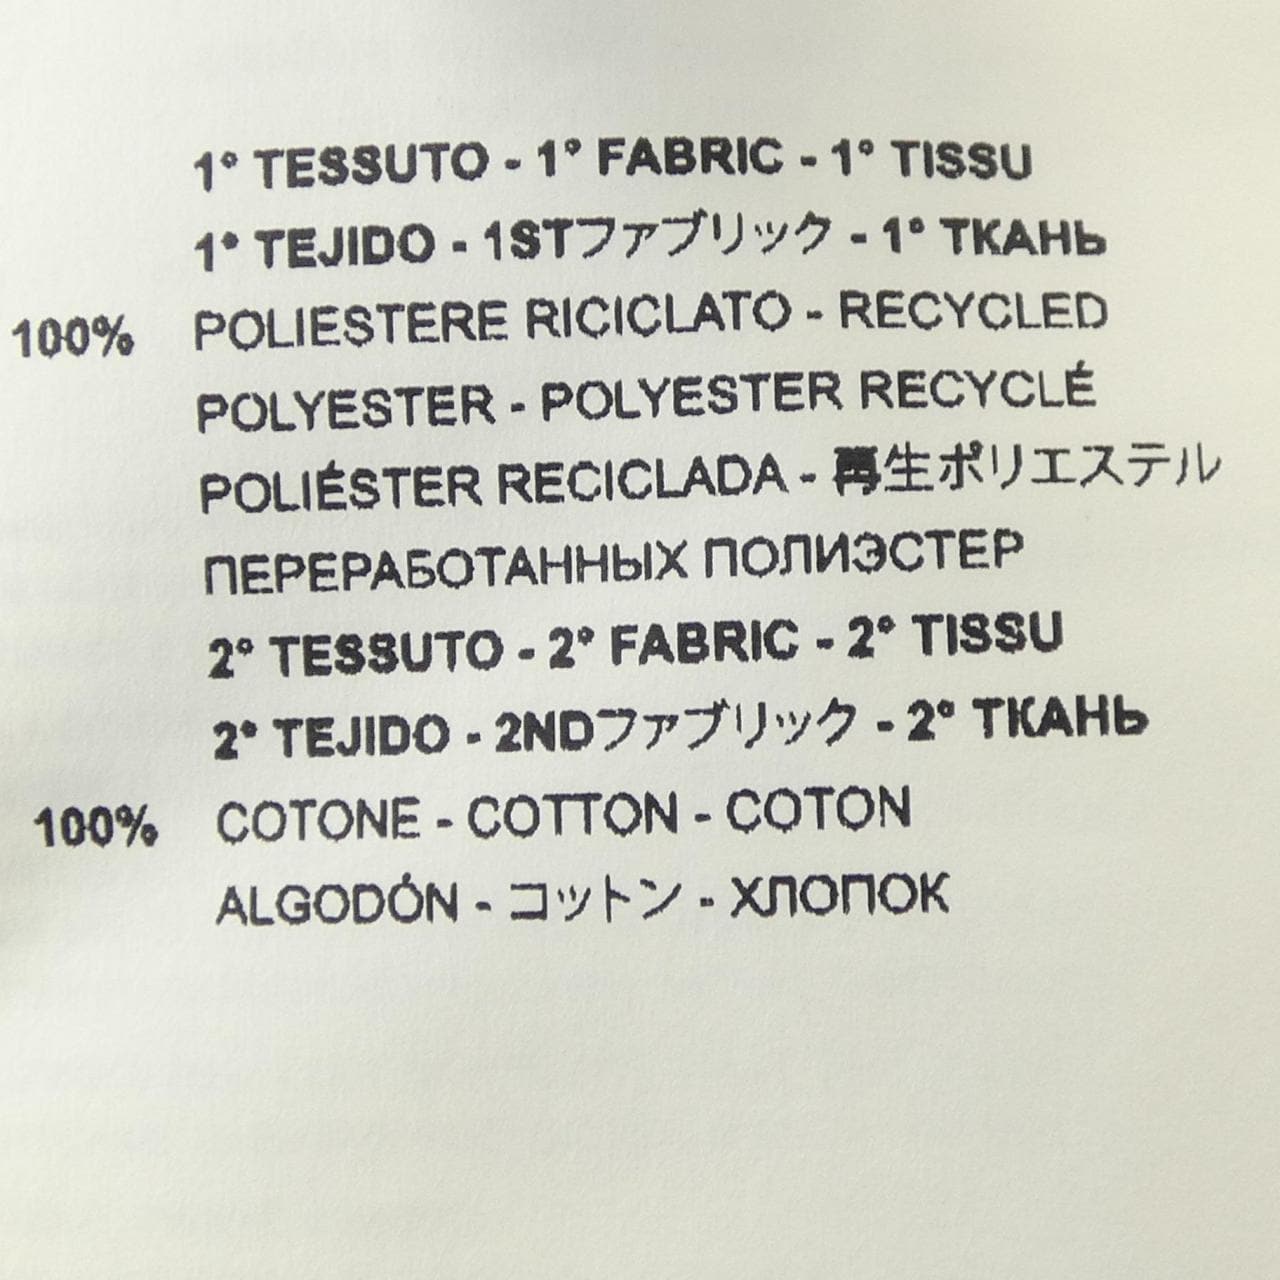 1° TESSUTO - 1° FABRIC - 1° TISSU
1° TEJIDO - 1STファブリック - 1° ТКАНЬ
100% POLIESTERE RICICLATO - RECYCLED
POLYESTER - POLYESTER RECYCLÉ
POLIÉSTER RECICLADA - 再生ポリエステル
ПЕРЕРАБОТАННЫХ ПОЛИЭСТЕР
2° TESSUTO - 2° FABRIC - 2° TISSU
2° TEJIDO - 2NDファブリック - 2° ТКАНЬ
100% COTONE - COTTON - COTON
ALGODÓN - コットン - ХЛОПОК